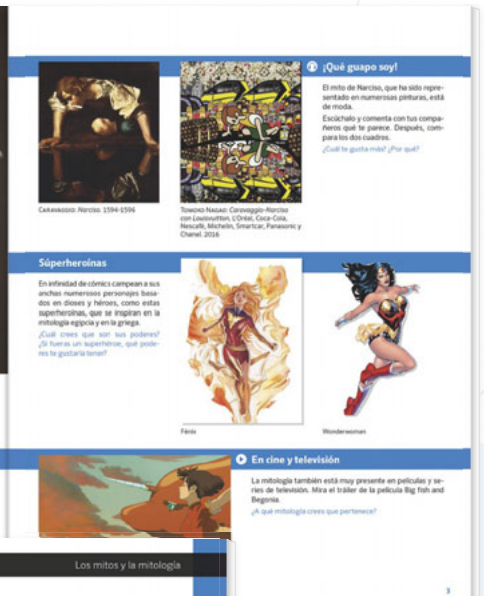 ¡Qué guapo soy!
El mito de Narciso, que ha sido repre-
sentado en numerosas pinturas, está
de moda.
Escúchalo y comenta con tus compa-
ñeros qué te parece. Después, com-
para los dos cuadros.
¿Cuál te gusta más? ¿Por qué?
CARAVAGGIO: Narciso. 1594-1596
TOMOKO NAGAO: Caravaggio-Narciso
con Louisvuitton, L'Oréal, Coca-Cola,
Nescafé, Michelin, Smartcar, Panasonic y
Chanel. 2016
Súperheroínas
En infinidad de cómics campean a sus
anchas numerosos personajes basa-
dos en dioses y héroes, como estas
superheroínas, que se inspiran en la
mitología egipcia y en la griega.
¿Cuál crees que son sus poderes?
¿Si fueras un superhéroe, qué pode-
res te gustaría tener?
Fénix
Wonderwoman
En cine y televisión
La mitología también está muy presente en películas y se-
ries de televisión. Mira el tráiler de la película Big fish and
Begonia.
¿A qué mitología crees que pertenece?
Los mitos y la mitología
3